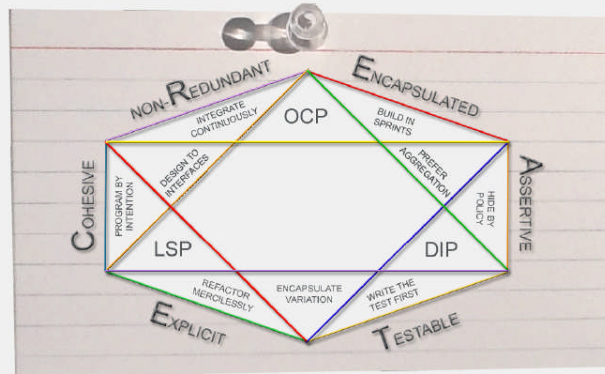 NON-REDUNDANT
ENCAPSULATED
INTEGRATE
CONTINUOUSLY
OCP
BUILD IN
SPRINTS
DESIGN TO
INTERFACES
PREFER
AGGREGATION
COHESIVE
PROGRAM BY
INTENTION
HIDE BY
POLICY
ASSERTIVE
LSP
DIP
REFACTOR
MERCILESSLY
ENCAPSULATE
VARIATION
WRITE THE
TEST FIRST
EXPLICIT
TESTABLE